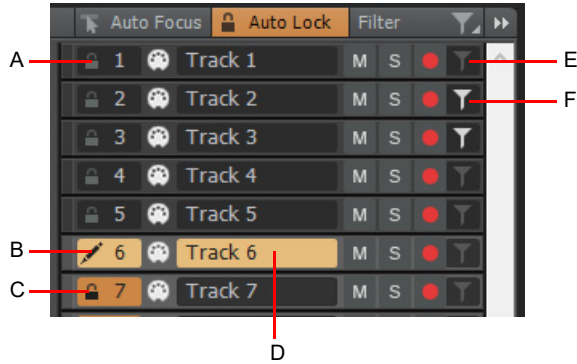 Auto Focus Auto Lock Filter
A 1 Track 1 M S E
2 Track 2 M S F
3 Track 3 M S
4 Track 4 M S
5 Track 5 M S
B 6 Track 6 M S
C 7 Track 7 M S
D